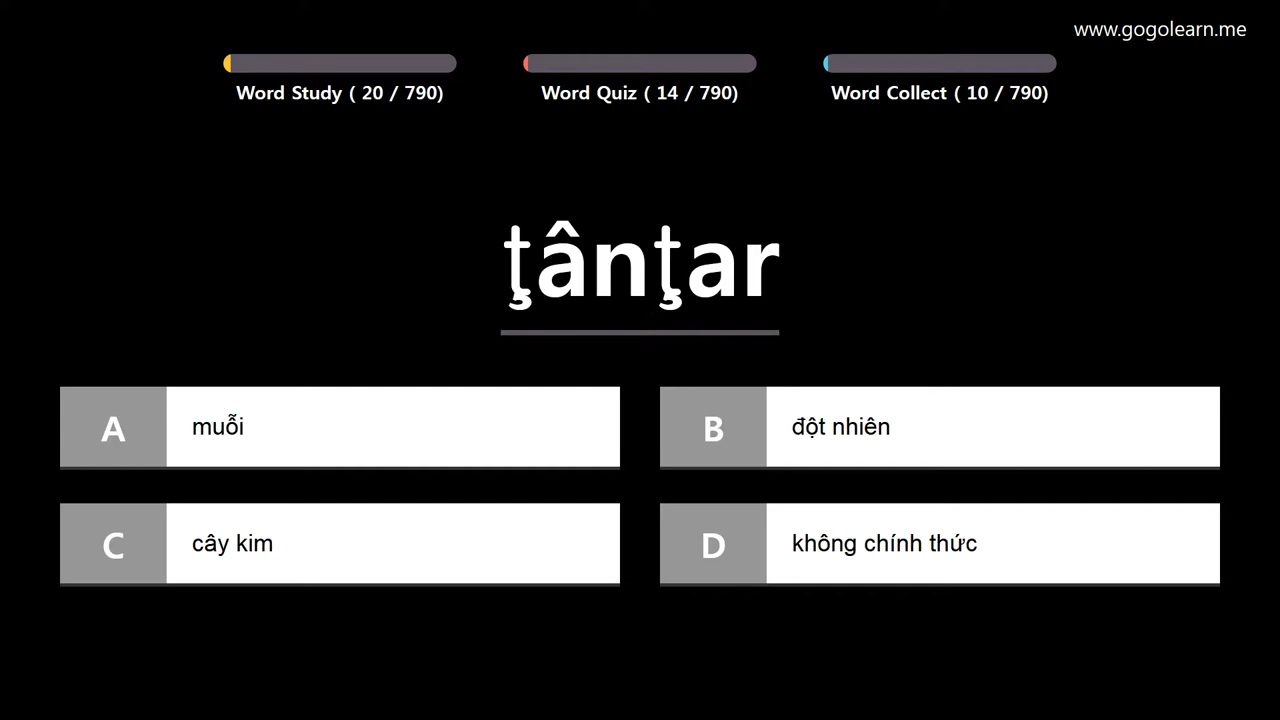 www.gogolearn.me
Word Study ( 20 / 790)
Word Quiz ( 14 / 790)
Word Collect ( 10 / 790)
ţânţar
A muỗi
B đột nhiên
C cây kim
D không chính thức